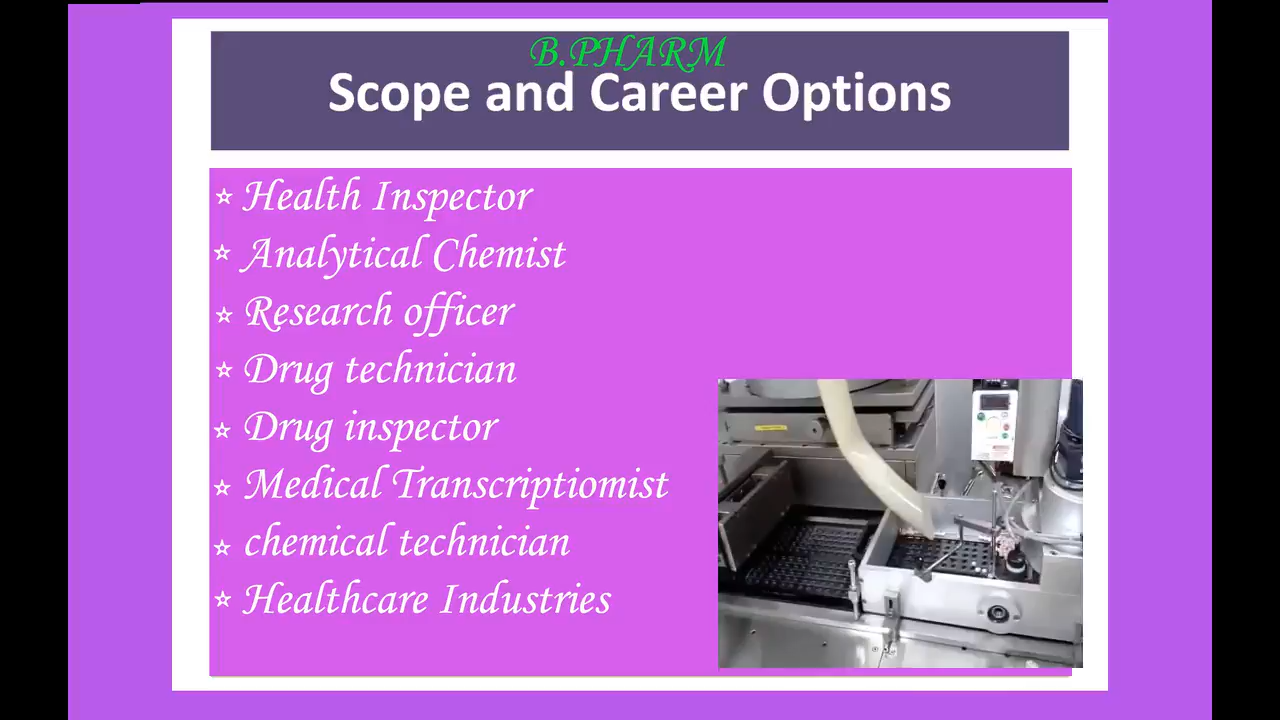 B.PHARM
Scope and Career Options
☆ Health Inspector
☆ Analytical Chemist
☆ Research officer
☆ Drug technician
☆ Drug inspector
☆ Medical Transcriptiomist
☆ chemical technician
☆ Healthcare Industries